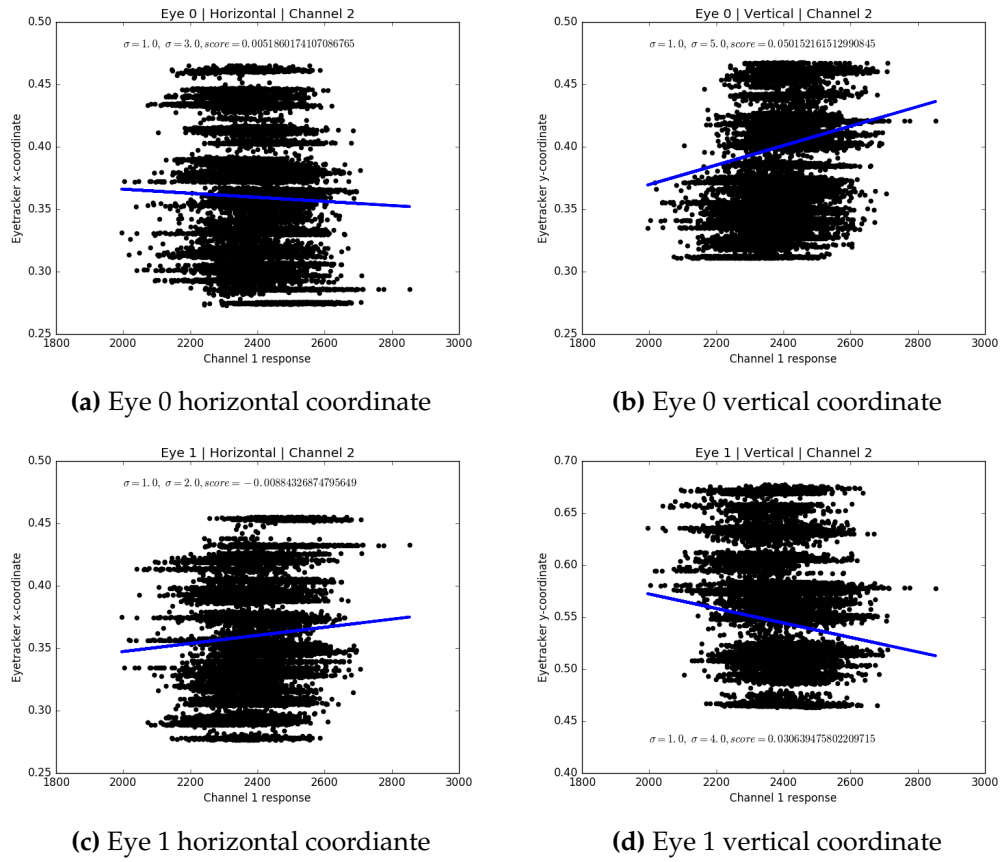 Eye 0 | Horizontal | Channel 2
σ=1.0, σ=3.0, score=0.0051860174107086765
0.50
0.45
0.40
0.35
0.30
0.25
Eyetracker x-coordinate
1800 2000 2200 2400 2600 2800 3000
Channel 1 response
(a) Eye 0 horizontal coordinate
Eye 0 | Vertical | Channel 2
σ=1.0, σ=5.0, score=0.050152161512990845
0.50
0.45
0.40
0.35
0.30
0.25
Eyetracker y-coordinate
1800 2000 2200 2400 2600 2800 3000
Channel 1 response
(b) Eye 0 vertical coordinate
Eye 1 | Horizontal | Channel 2
σ=1.0, σ=2.0, score=−0.00884326874795649
0.50
0.45
0.40
0.35
0.30
0.25
Eyetracker x-coordinate
1800 2000 2200 2400 2600 2800 3000
Channel 1 response
(c) Eye 1 horizontal coordiante
Eye 1 | Vertical | Channel 2
0.70
0.65
0.60
0.55
0.50
0.45
0.40
Eyetracker y-coordinate
σ=1.0, σ=4.0, score=0.030639475802209715
1800 2000 2200 2400 2600 2800 3000
Channel 1 response
(d) Eye 1 vertical coordinate